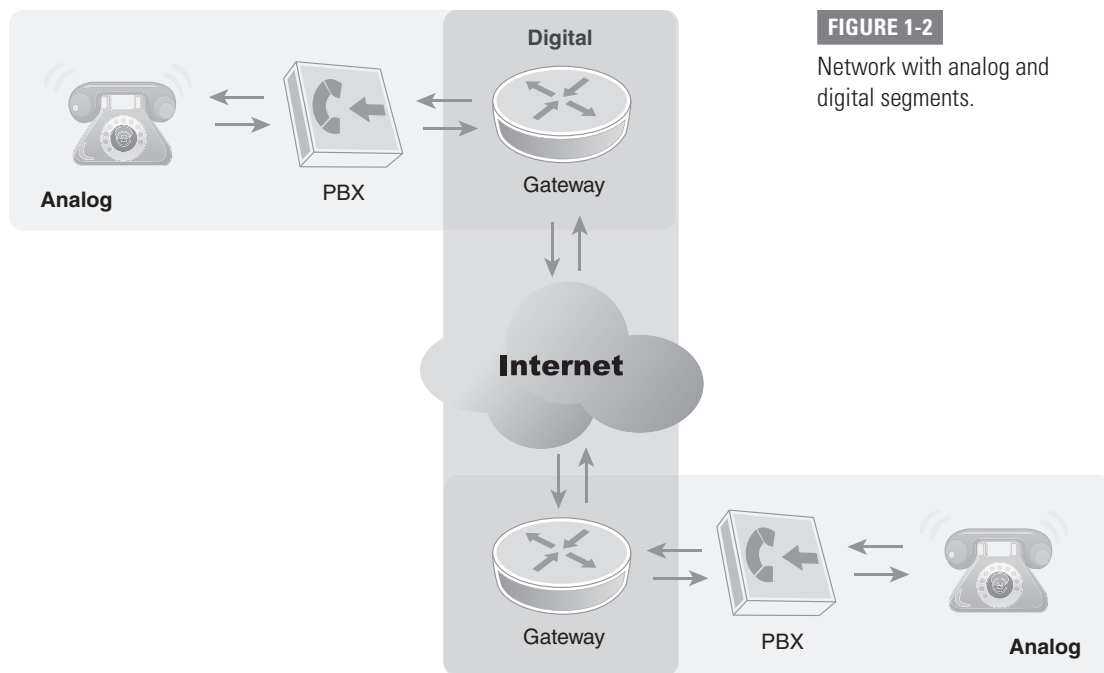 Digital
Analog
PBX
Gateway
FIGURE 1-2
Network with analog and
digital segments.
Internet
Gateway
PBX
Analog